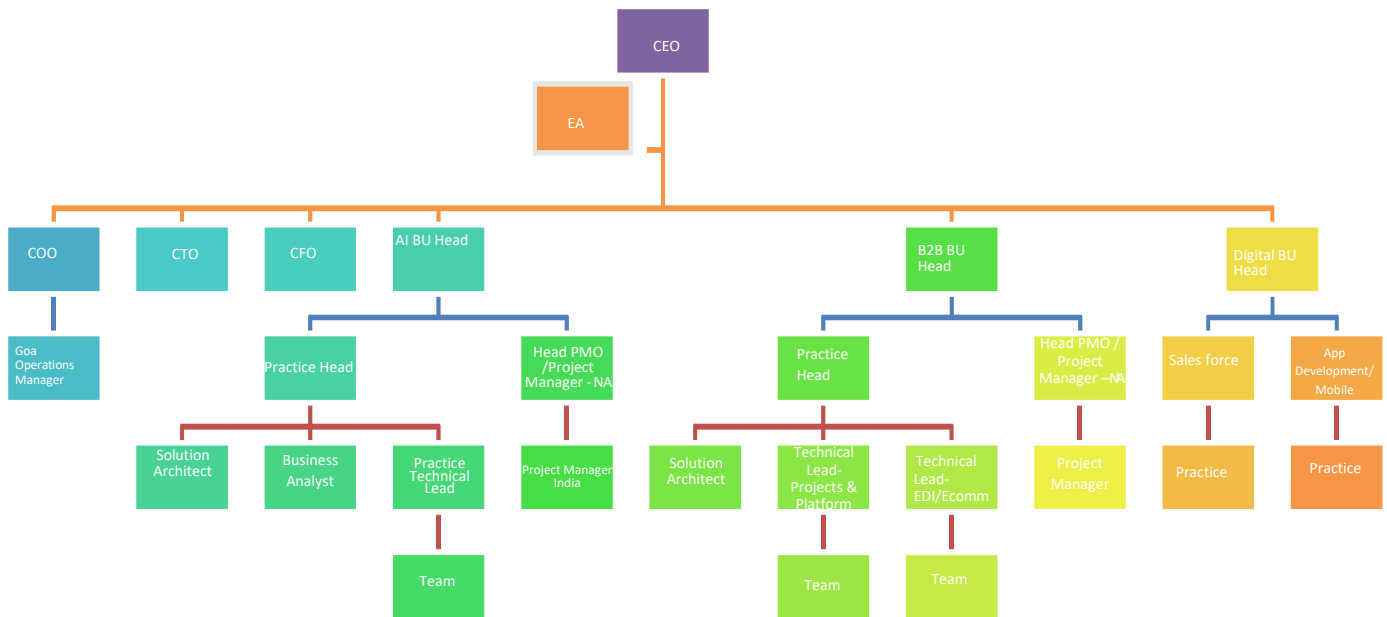 CEO
EA
COO
CTO
CFO
AI BU Head
B2B BU
Head
Digital BU
Head
Goa
Operations
Manager
Practice Head
Head PMO
/Project
Manager - NA
Practice
Head
Head PMO /
Project
Manager –NA
Sales force
App
Development/
Mobile
Solution
Architect
Business
Analyst
Practice
Technical
Lead
Project Manager
India
Solution
Architect
Technical
Lead-
Projects &
Platform
Technical
Lead-
EDI/Ecomm
Project
Manager
Practice
Practice
Team
Team
Team